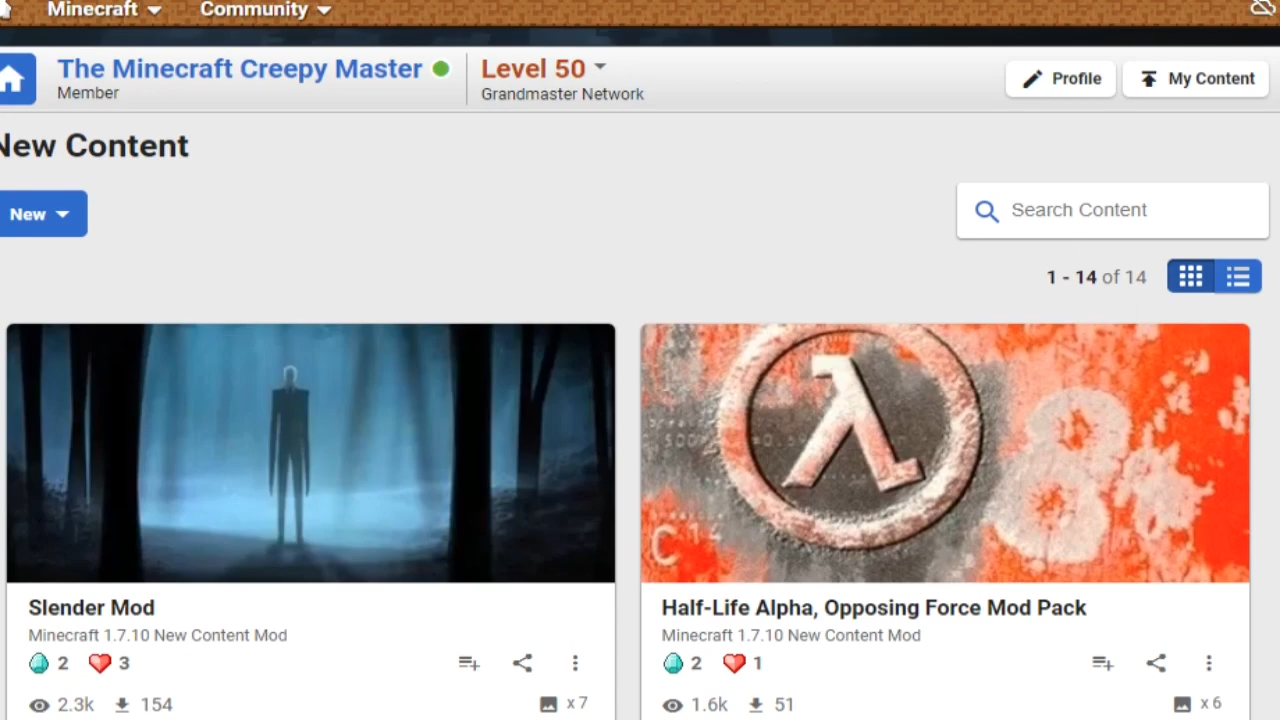 Minecraft Community
The Minecraft Creepy Master Level 50 Profile My Content
Member Grandmaster Network
New Content
New
Search Content
1 - 14 of 14
Slender Mod
Minecraft 1.7.10 New Content Mod
2 3
2.3k 154 x 7
Half-Life Alpha, Opposing Force Mod Pack
Minecraft 1.7.10 New Content Mod
2 1
1.6k 51 x 6